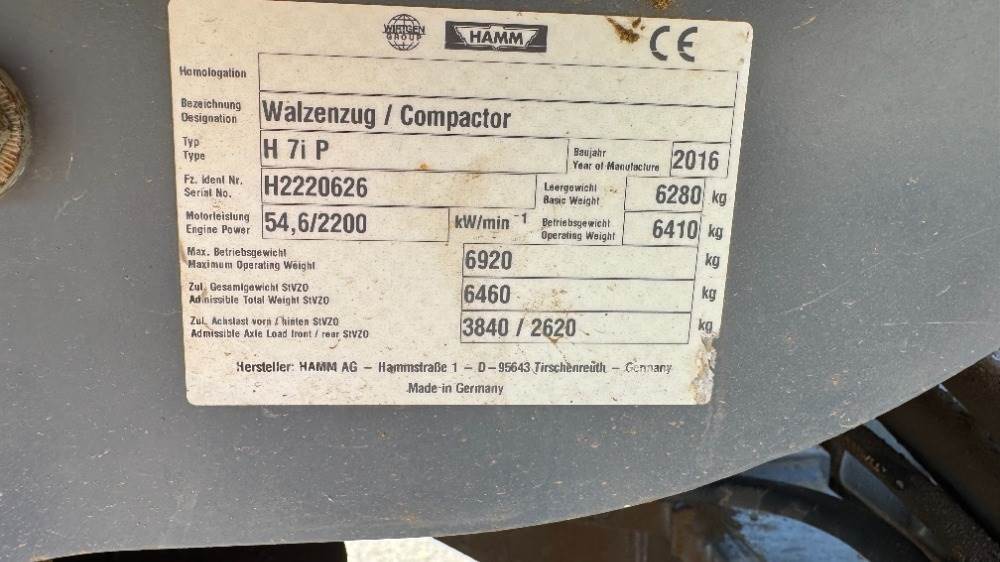 WIRTGEN GROUP HAMM CE
Homologation
Bezeichnung
Designation
Walzenzug / Compactor
Typ
Type
H 7i P
Baujahr
Year of Manufacture
2016
Fz. Ident Nr.
Serial No.
H2220626
Leergewicht
Basic Weight
6280 kg
Motorleistung
Engine Power
54,6/2200 kW/min⁻¹
Betriebsgewicht
Operating Weight
6410 kg
Max. Betriebsgewicht
Maximum Operating Weight
6920 kg
Zul. Gesamtgewicht StVZO
Admissible Total Weight StVZO
6460 kg
Zul. Achslast vorn / hinten StVZO
Admissible Axle Load front / rear StVZO
3840 / 2620 kg
Hersteller: HAMM AG – Hammstraße 1 – D–95643 Tirschenreuth – Germany
Made in Germany